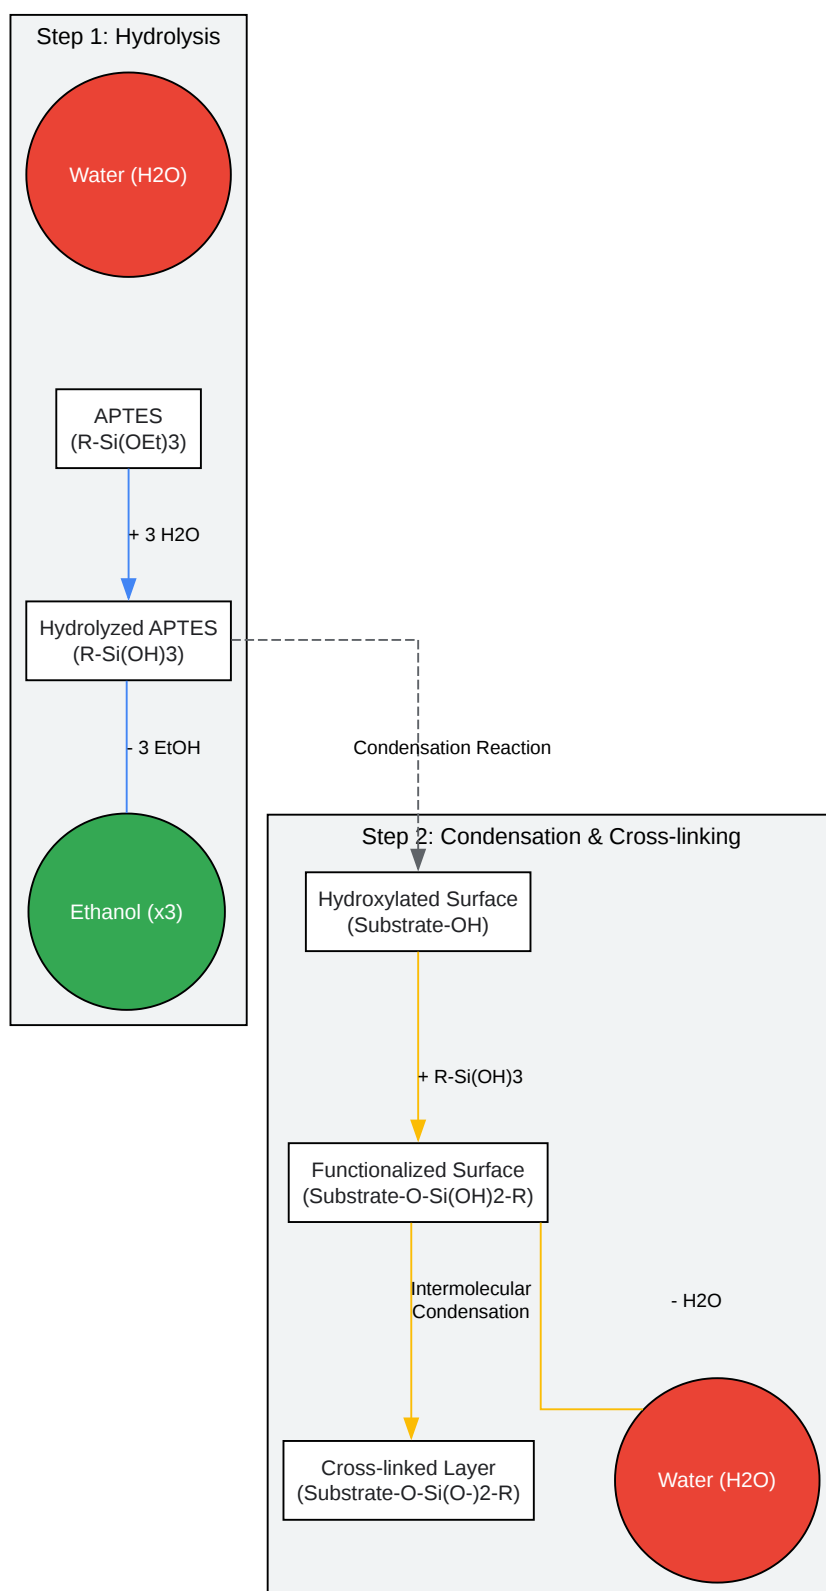 Step 1: Hydrolysis
Water (H2O)
APTES
(R-Si(OEt)3)
+ 3 H2O
Hydrolyzed APTES
(R-Si(OH)3)
- 3 EtOH
Ethanol (x3)
Condensation Reaction
Step 2: Condensation & Cross-linking
Hydroxylated Surface
(Substrate-OH)
+ R-Si(OH)3
Functionalized Surface
(Substrate-O-Si(OH)2-R)
Intermolecular
Condensation
- H2O
Cross-linked Layer
(Substrate-O-Si(O-)2-R)
Water (H2O)